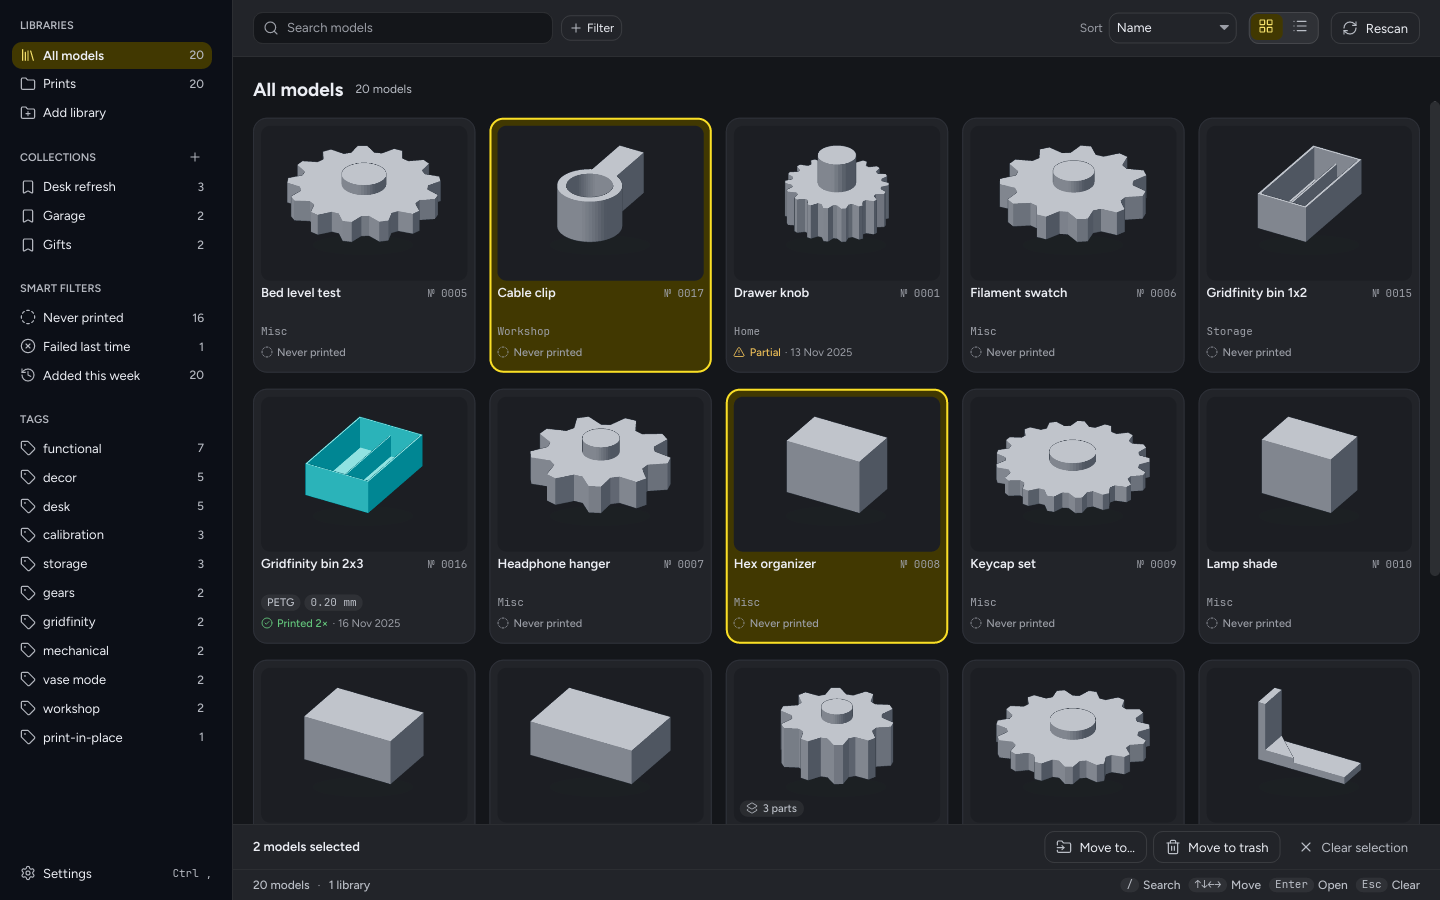 LIBRARIES
All models 20
Prints 20
Add library
COLLECTIONS
Desk refresh 3
Garage 2
Gifts 2
SMART FILTERS
Never printed 16
Failed last time 1
Added this week 20
TAGS
functional 7
decor 5
desk 5
calibration 3
storage 3
gears 2
gridfinity 2
mechanical 2
vase mode 2
workshop 2
print-in-place 1
Settings Ctrl ,
Search models
Filter
Sort Name
Rescan
All models 20 models
Bed level test № 0005
Misc
Never printed
Cable clip № 0017
Workshop
Never printed
Drawer knob № 0001
Home
Partial · 13 Nov 2025
Filament swatch № 0006
Misc
Never printed
Gridfinity bin 1x2 № 0015
Storage
Never printed
Gridfinity bin 2x3 № 0016
PETG 0.20 mm
Printed 2× · 16 Nov 2025
Headphone hanger № 0007
Misc
Never printed
Hex organizer № 0008
Misc
Never printed
Keycap set № 0009
Misc
Never printed
Lamp shade № 0010
Misc
Never printed
3 parts
2 models selected
Move to...
Move to trash
Clear selection
20 models · 1 library
/ Search ↑↓←→ Move Enter Open Esc Clear